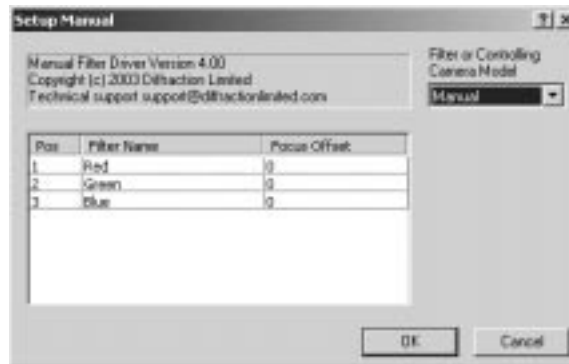 Setup Manual
Manual Filter Driver Version 4.00
Copyright (c) 2003 Diffraction Limited
Technical support support@diffractionlimited.com
Filter or Controlling
Camera Model
Manual
Pos Filter Name Focus Offset
1 Red 0
2 Green 0
3 Blue 0
OK Cancel